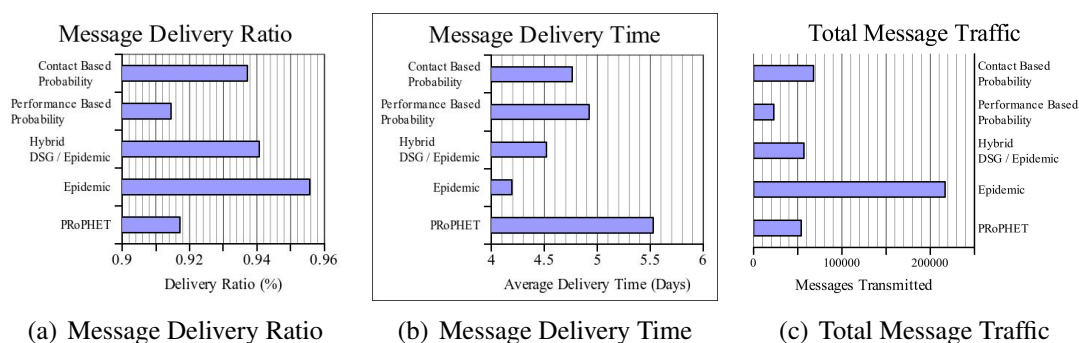 Message Delivery Ratio
Contact Based
Probability
Performance Based
Probability
Hybrid
DSG / Epidemic
Epidemic
PRoPHET
0.9 0.92 0.94 0.96
Delivery Ratio (%)
(a) Message Delivery Ratio
Message Delivery Time
Contact Based
Probability
Performance Based
Probability
Hybrid
DSG / Epidemic
Epidemic
PRoPHET
4 4.5 5 5.5 6
Average Delivery Time (Days)
(b) Message Delivery Time
Total Message Traffic
Contact Based
Probability
Performance Based
Probability
Hybrid
DSG / Epidemic
Epidemic
PRoPHET
0 100000 200000
Messages Transmitted
(c) Total Message Traffic